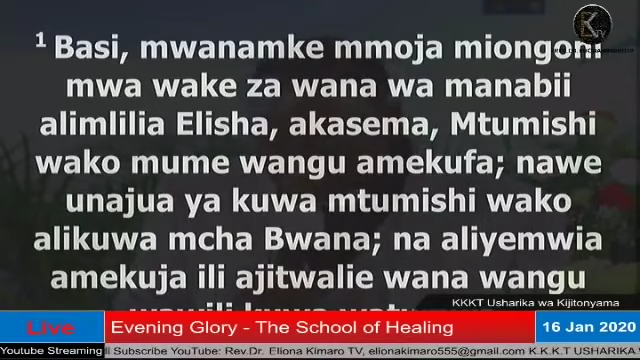 1 Basi, mwanamke mmoja miongoni
mwa wake za wana wa manabii
alimlilia Elisha, akasema, Mtumishi
wako mume wangu amekufa; nawe
unajua ya kuwa mtumishi wako
alikuwa mcha Bwana; na aliyemwia
amekuja ili ajitwalie wana wangu
KKKT Usharika wa Kijitonyama
Live Evening Glory - The School of Healing 16 Jan 2020
Youtube Streaming ll Subscribe YouTube: Rev.Dr. Eliona Kimaro TV, elionakimaro555@gmail.com K.K.K.T USHARIKA